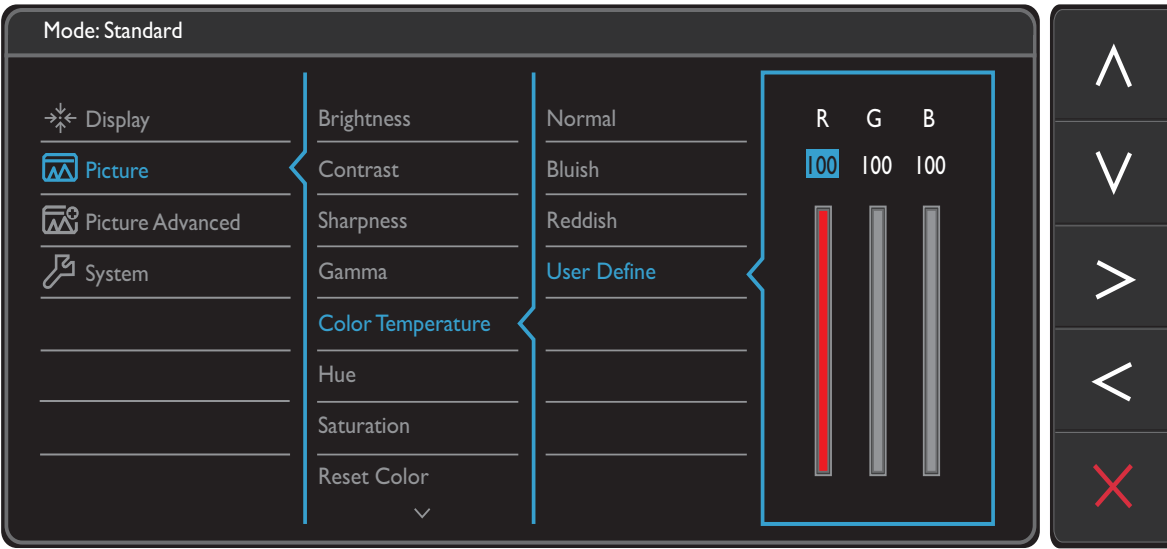 Mode: Standard
Display
Picture
Picture Advanced
System
Brightness
Contrast
Sharpness
Gamma
Color Temperature
Hue
Saturation
Reset Color
Normal
Bluish
Reddish
User Define
R G B
100 100 100